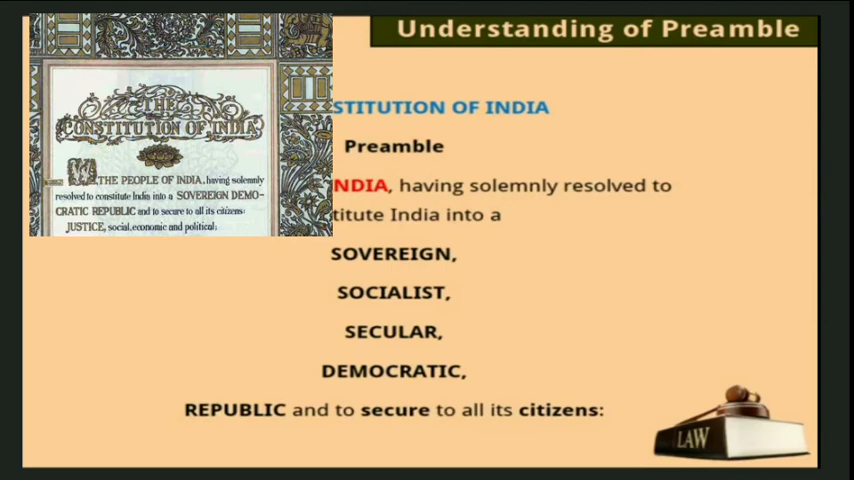 Understanding of Preamble
THE
CONSTITUTION OF INDIA
WE, THE PEOPLE OF INDIA, having solemnly
resolved to constitute India into a SOVEREIGN DEMO-
CRATIC REPUBLIC and to secure to all its citizens:
JUSTICE, social, economic and political;
STITUTION OF INDIA
Preamble
NDIA, having solemnly resolved to
titute India into a
SOVEREIGN,
SOCIALIST,
SECULAR,
DEMOCRATIC,
REPUBLIC and to secure to all its citizens:
LAW